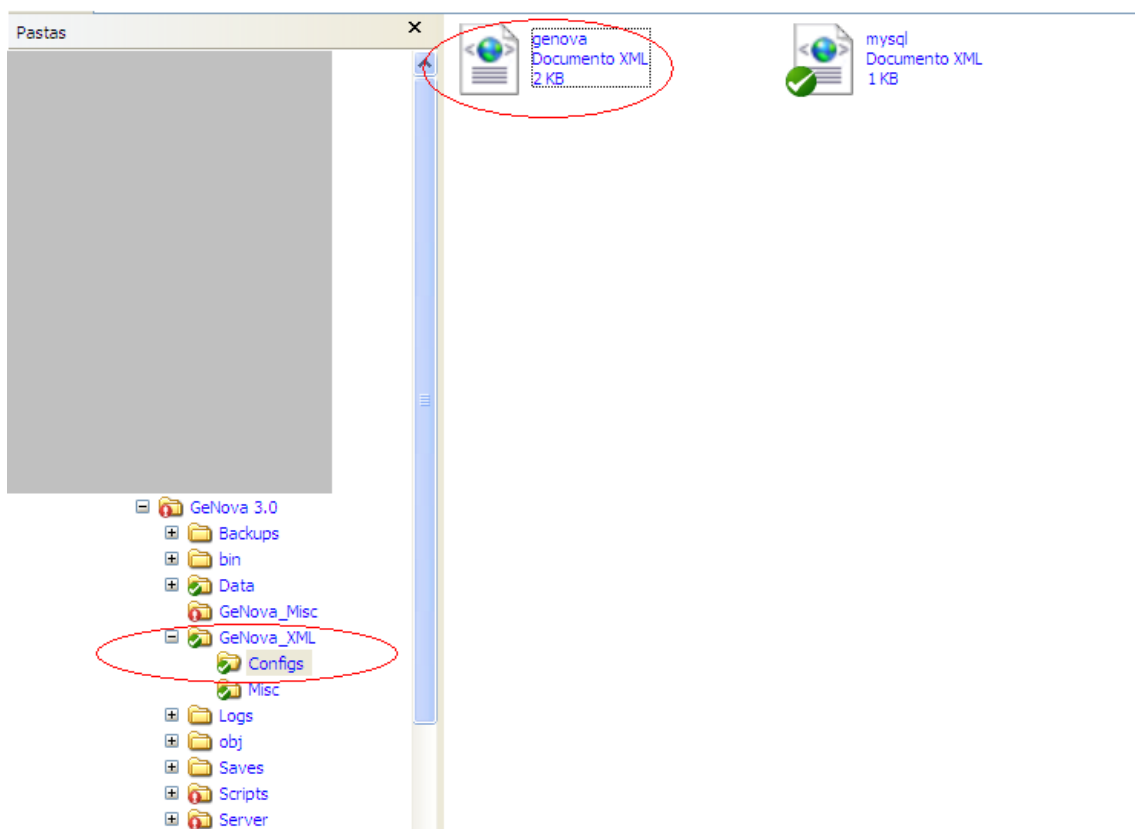 Pastas
genova
Documento XML
2 KB
mysql
Documento XML
1 KB
GeNova 3.0
Backups
bin
Data
GeNova_Misc
GeNova_XML
Configs
Misc
Logs
obj
Saves
Scripts
Server